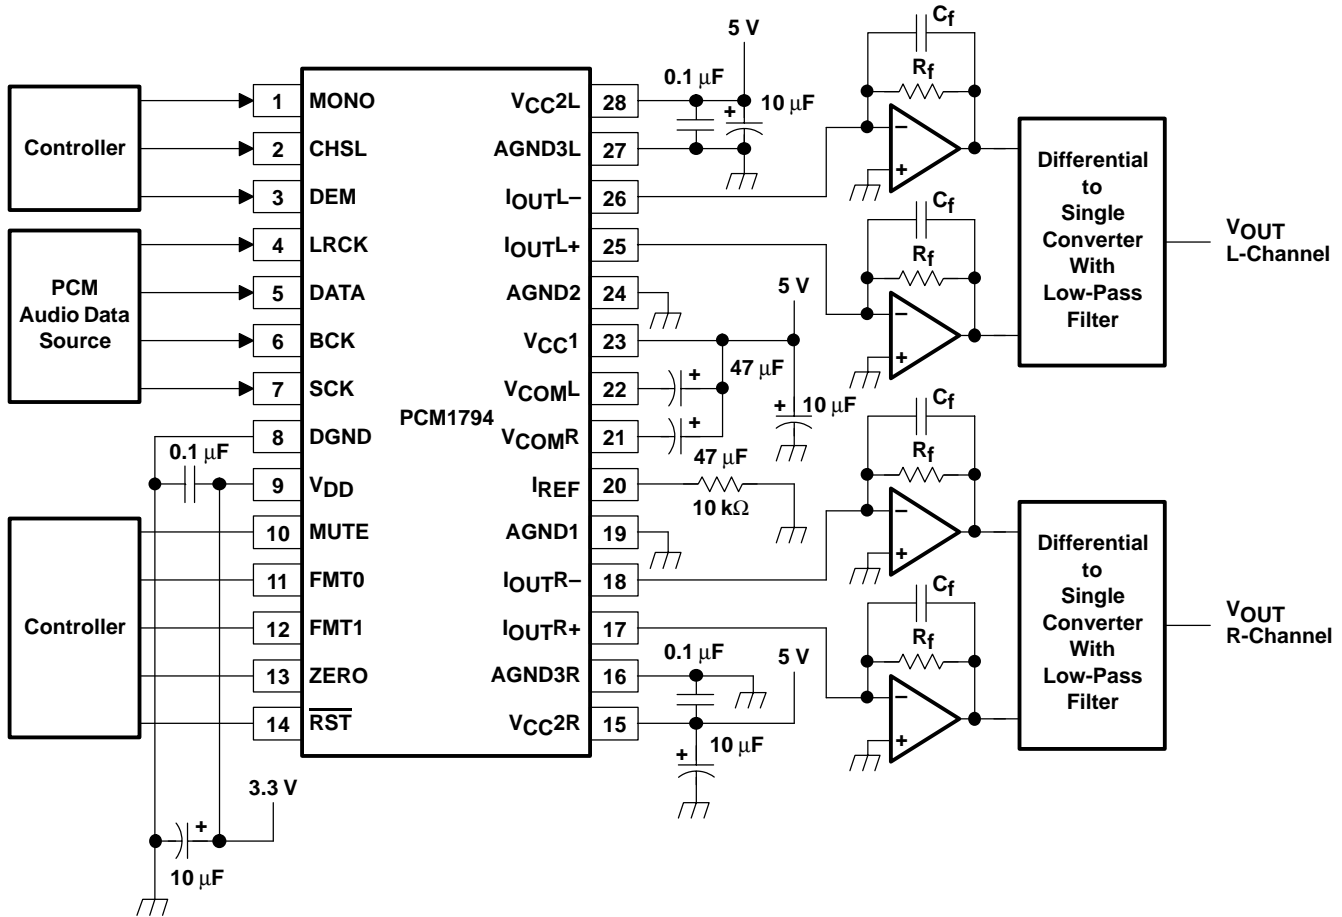 Controller
PCM
Audio Data
Source
Controller
0.1 μF
10 μF
3.3 V
1 MONO
2 CHSL
3 DEM
4 LRCK
5 DATA
6 BCK
7 SCK
8 DGND
9 VDD
10 MUTE
11 FMT0
12 FMT1
13 ZERO
14 RST
PCM1794
VCC2L 28
AGND3L 27
IOUTL– 26
IOUTL+ 25
AGND2 24
VCC1 23
VCOML 22
VCOMR 21
IREF 20
AGND1 19
IOUTR– 18
IOUTR+ 17
AGND3R 16
VCC2R 15
5 V
0.1 μF
+
10 μF
5 V
47 μF
+
+
+
10 μF
47 μF
10 kΩ
0.1 μF
5 V
10 μF
+
+
Cf
Rf
–
+
Cf
Rf
–
+
Cf
Rf
–
+
Cf
Rf
–
+
Differential
to
Single
Converter
With
Low-Pass
Filter
VOUT
L-Channel
Differential
to
Single
Converter
With
Low-Pass
Filter
VOUT
R-Channel